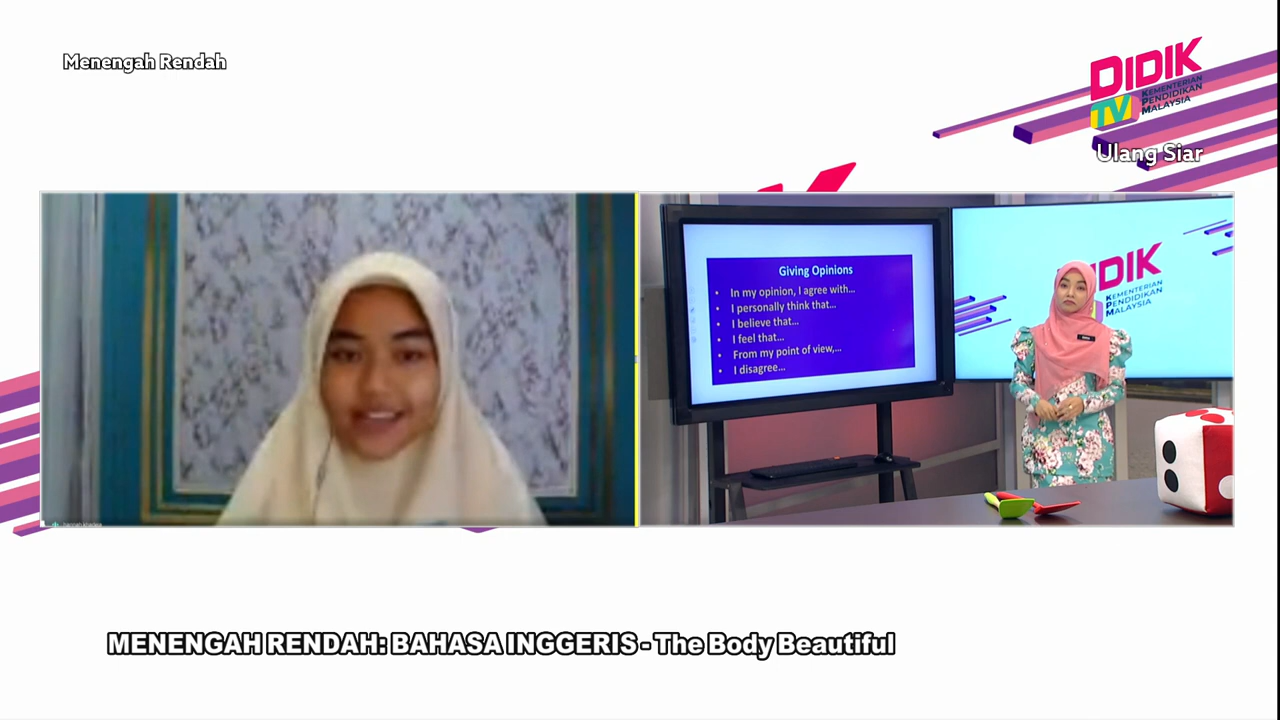 Menengah Rendah
DIDIK
TV
KEMENTERIAN
PENDIDIKAN
MALAYSIA
Ulang Siar
Giving Opinions
• In my opinion, I agree with...
• I personally think that...
• I believe that...
• I feel that...
• From my point of view,...
• I disagree...
DIDIK
KEMENTERIAN
PENDIDIKAN
MALAYSIA
MENENGAH RENDAH: BAHASA INGGERIS - The Body Beautiful